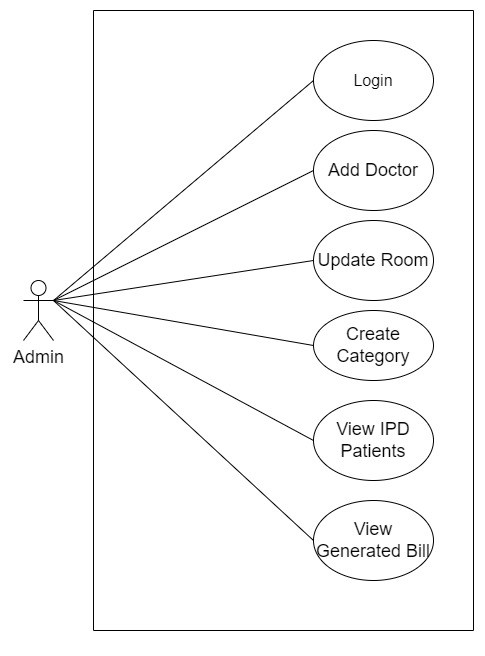 Login
Add Doctor
Update Room
Create
Category
Admin
View IPD
Patients
View
Generated Bill